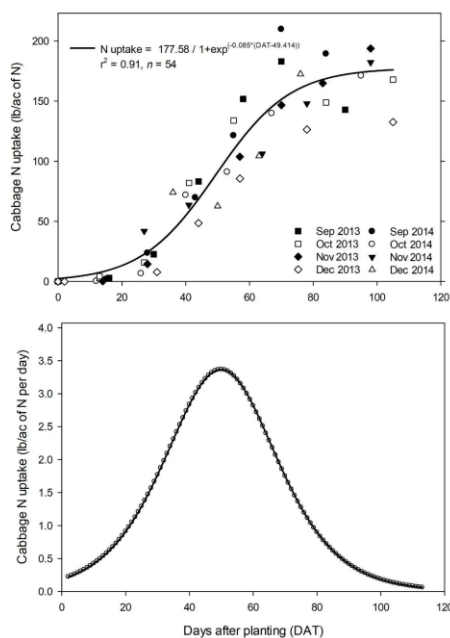 N uptake = 177.58 / 1+exp(-0.085*(DAT-49.414))
r2 = 0.91, n = 54
Cabbage N uptake (lb/ac of N)
200
150
100
50
0
Sep 2013
Sep 2014
Oct 2013
Oct 2014
Nov 2013
Nov 2014
Dec 2013
Dec 2014
0 20 40 60 80 100 120
Cabbage N uptake (lb/ac of N per day)
4.0
3.5
3.0
2.5
2.0
1.5
1.0
0.5
0.0
0 20 40 60 80 100 120
Days after planting (DAT)